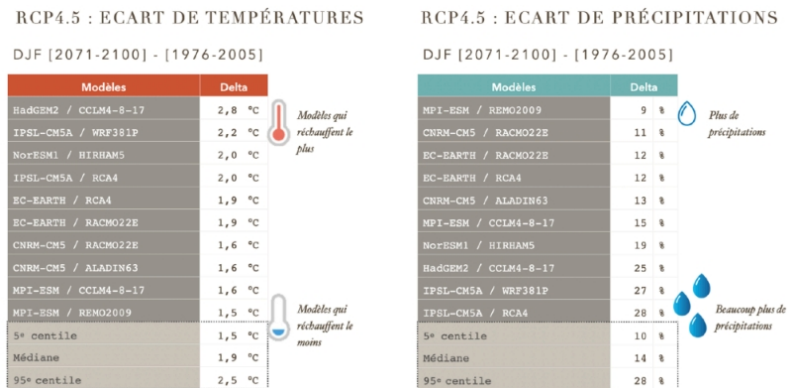 RCP4.5 : ECART DE TEMPÉRATURES
DJF [2071-2100] - [1976-2005]
Modèles Delta
HadGEM2 / CCLM4-8-17 2,8 °C
IPSL-CM5A / WRF381P 2,2 °C
NorESM1 / HIRHAM5 2,0 °C
IPSL-CM5A / RCA4 2,0 °C
EC-EARTH / RCA4 1,9 °C
EC-EARTH / RACMO22E 1,9 °C
CNRM-CM5 / RACMO22E 1,6 °C
CNRM-CM5 / ALADIN63 1,6 °C
MPI-ESM / CCLM4-8-17 1,6 °C
MPI-ESM / REMO2009 1,5 °C
5e centile 1,5 °C
Médiane 1,9 °C
95e centile 2,5 °C
Modèles qui
réchauffent le
plus
Modèles qui
réchauffent le
moins
RCP4.5 : ECART DE PRÉCIPITATIONS
DJF [2071-2100] - [1976-2005]
Modèles Delta
MPI-ESM / REMO2009 9 %
CNRM-CM5 / RACMO22E 11 %
EC-EARTH / RACMO22E 12 %
EC-EARTH / RCA4 12 %
CNRM-CM5 / ALADIN63 13 %
MPI-ESM / CCLM4-8-17 15 %
NorESM1 / HIRHAM5 19 %
HadGEM2 / CCLM4-8-17 25 %
IPSL-CM5A / WRF381P 27 %
IPSL-CM5A / RCA4 28 %
5e centile 10 %
Médiane 14 %
95e centile 28 %
Plus de
précipitations
Beaucoup plus de
précipitations